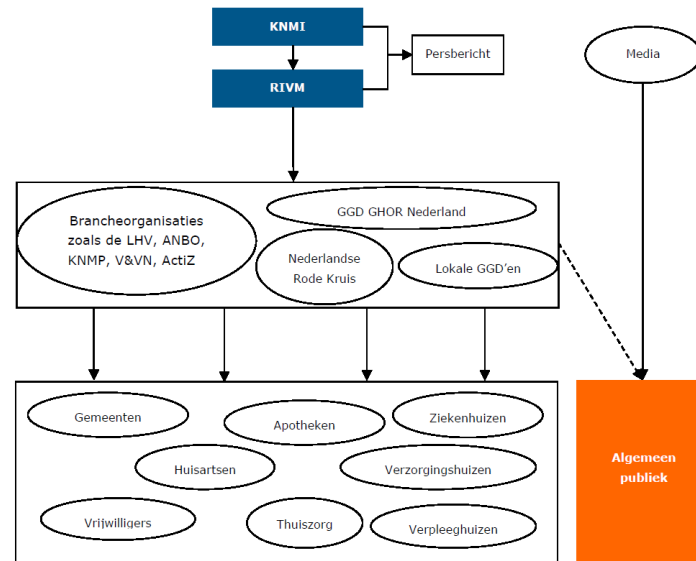 KNMI
Persbericht
Media
RIVM
Brancheorganisaties
zoals de LHV, ANBO,
KNMP, V&VN, ActiZ
GGD GHOR Nederland
Nederlandse
Rode Kruis
Lokale GGD'en
Gemeenten
Apotheken
Ziekenhuizen
Huisartsen
Verzorgingshuizen
Vrijwilligers
Thuiszorg
Verpleeghuizen
Algemeen
publiek